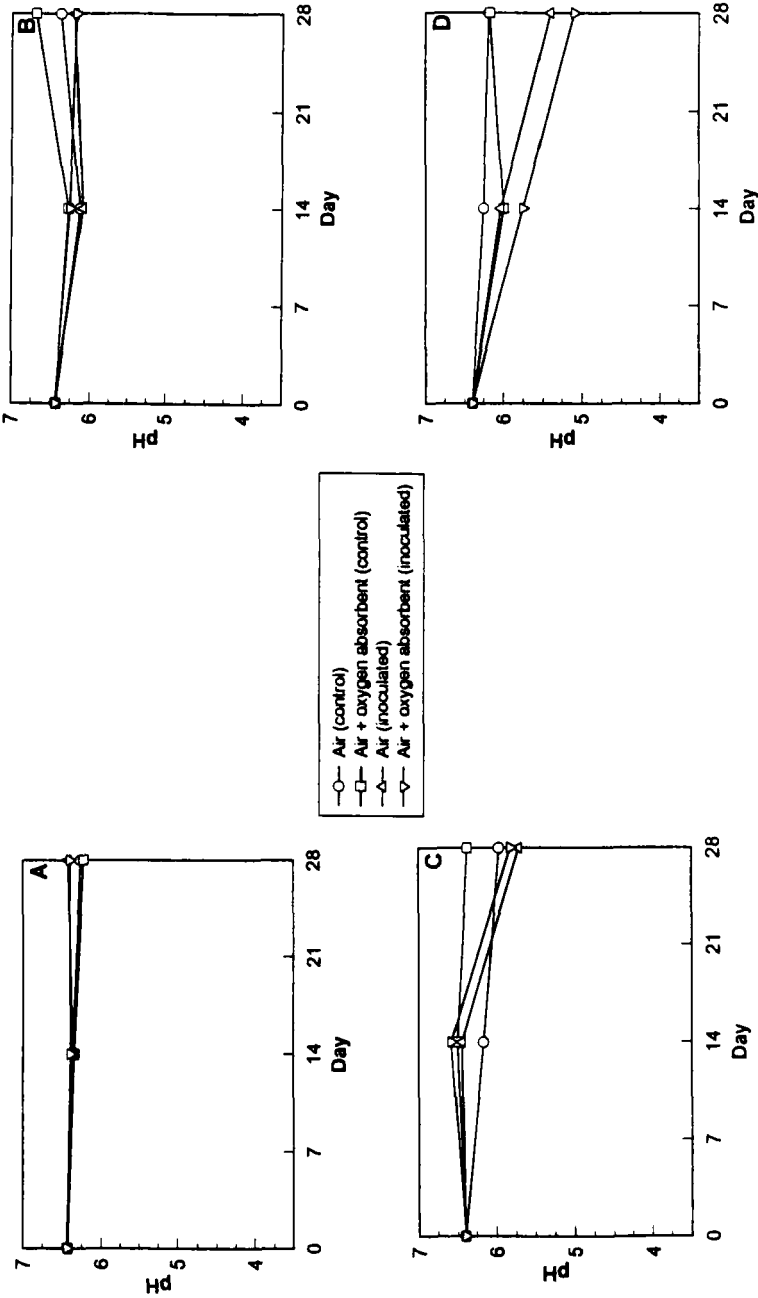 A
7
6
5
4
pH
0
7
14
21
28
Day
B
7
6
5
4
pH
0
7
14
21
28
Day
Air (control)
Air + oxygen absorbent (control)
Air (inoculated)
Air + oxygen absorbent (inoculated)
C
7
6
5
4
pH
0
7
14
21
28
Day
D
7
6
5
4
pH
0
7
14
21
28
Day